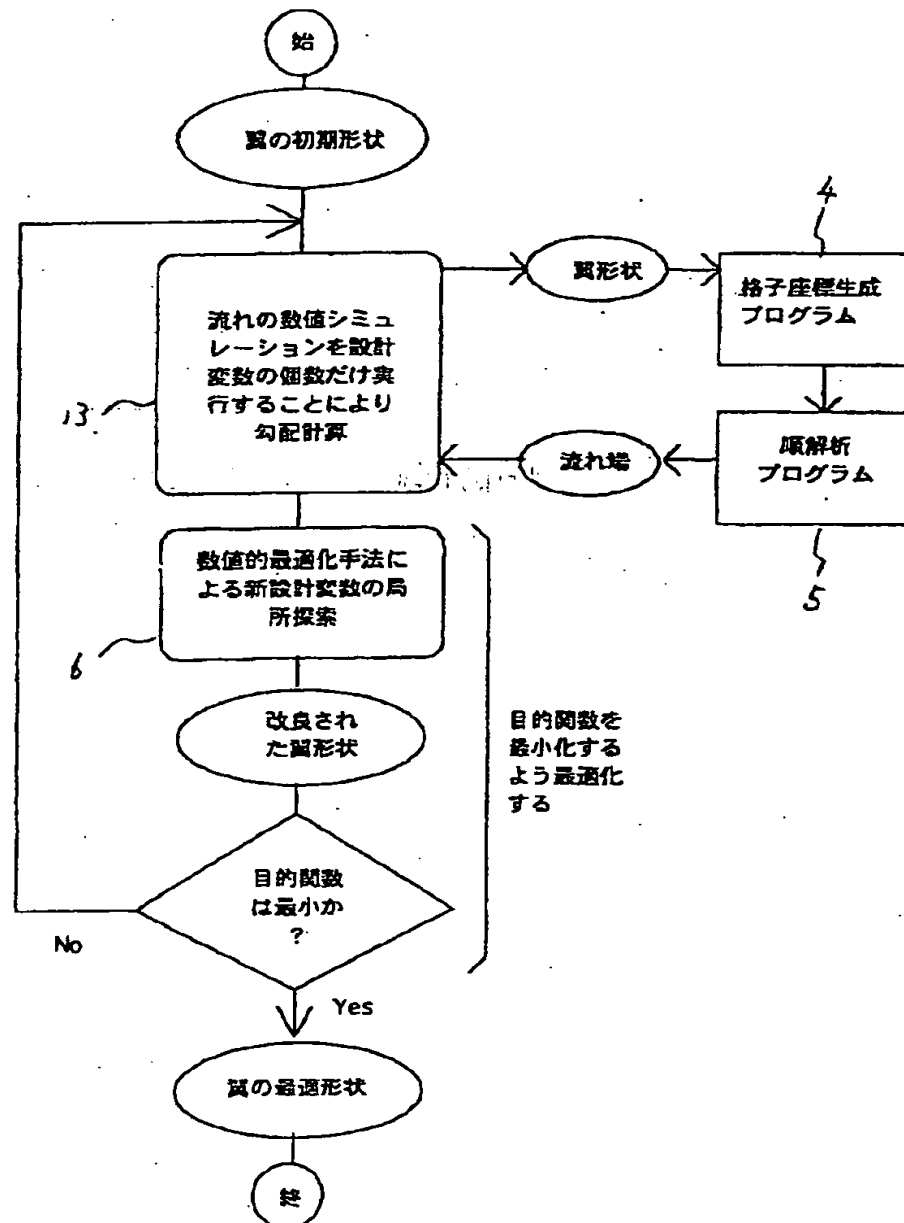 始
翼の初期形状
4
翼形状
格子座標生成
プログラム
流れの数値シミュ
レーションを設計
変数の個数だけ実
行することにより
勾配計算
13
流れ場
順解析
プログラム
5
数値的最適化手法に
よる新設計変数の局
所探索
6
改良され
た翼形状
目的関数を
最小化する
よう最適化
する
目的関数
は最小か
?
No
Yes
翼の最適形状
終